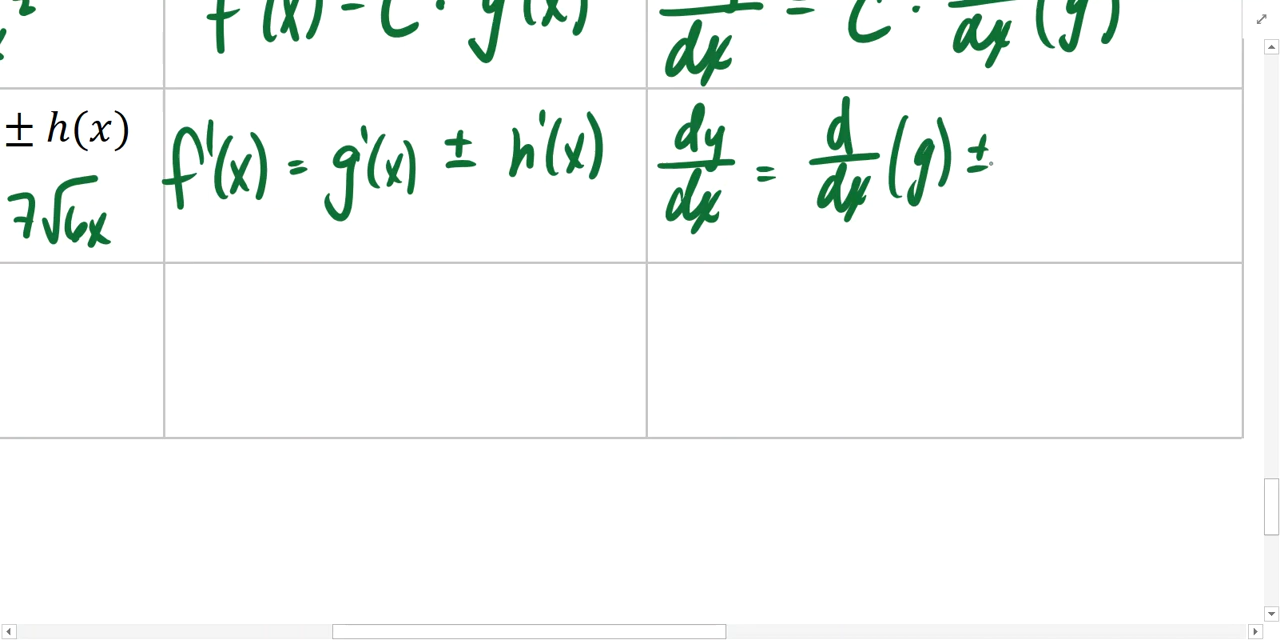 f'(x) = c · g'(x)
dy/dx = c · d/dx (g)
± h(x)
7√6x
f'(x) = g'(x) ± h'(x)
dy/dx = d/dx (g) ±